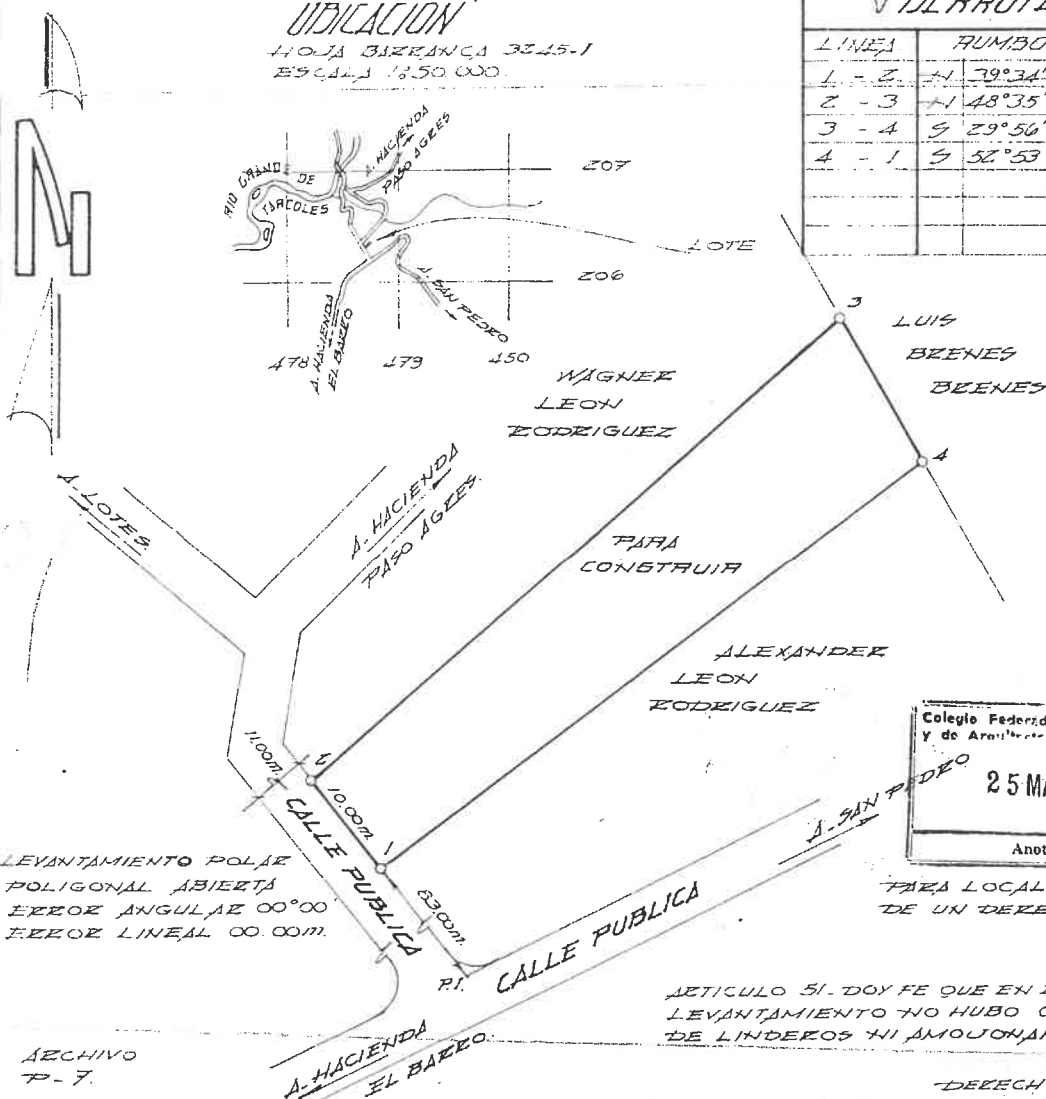 UBICACION
HOJA BARRANCA 3245-I
ESCALA 1:50.000.
LINEA RUMBO
1 - 2 N 39°34'
2 - 3 N 48°35'
3 - 4 S 29°56'
4 - 1 S 52°53
N
RIO GRANDE DE TARCOLES
A. HACIENDA
PASO AGRES
207
LOTE
206
A. SAN PEDRO
A. HACIENDA
EL BARRO
478
479
450
3
LUIS
BRENES
BRENES
WAGNER
LEON
RODRIGUEZ
4
A. LOTES.
A. HACIENDA
PASO AGRES.
PARA
CONSTRUIR
ALEXANDER
LEON
RODRIGUEZ
Colegio
y de
25 MA
Anot
11.00m.
2
10.00m.
1
CALLE PUBLICA
83.00m.
P.I.
CALLE PUBLICA
A. SAN PEDRO
LEVANTAMIENTO POLAR
POLIGONAL ABIERTA
ERROR ANGULAR 00°00'
ERROR LINEAL 00.00m.
PARA LOCAL
DE UN DERE
ARTICULO 51.- DOY FE QUE EN
LEVANTAMIENTO NO HUBO
DE LINDEROS NI AMOJONA
A. HACIENDA
EL BARRO.
ARCHIVO
P-7.
DERECH